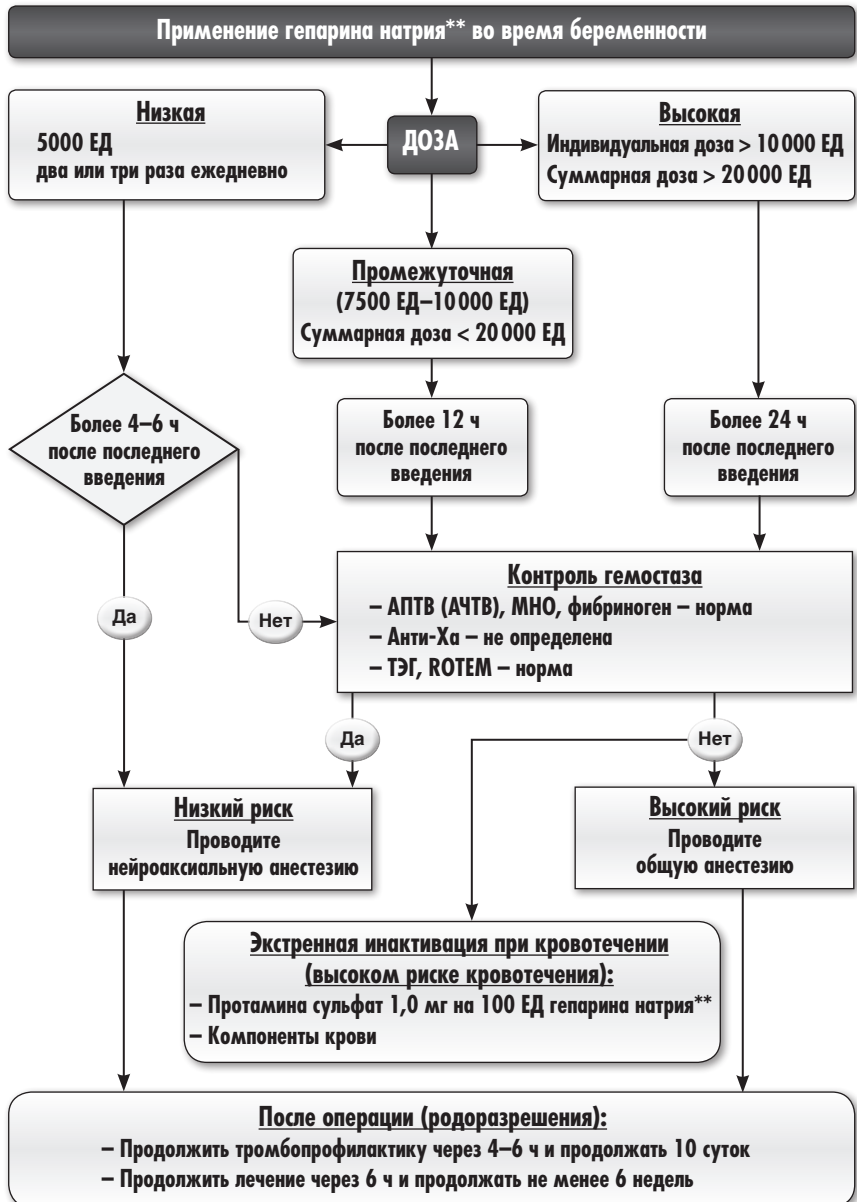 Применение гепарина натрия** во время беременности
Низкая
5000 ЕД
два или три раза ежедневно
ДОЗА
Высокая
Индивидуальная доза > 10 000 ЕД
Суммарная доза > 20 000 ЕД
Промежуточная
(7500 ЕД–10 000 ЕД)
Суммарная доза < 20 000 ЕД
Более 4–6 ч
после последнего
введения
Более 12 ч
после последнего
введения
Более 24 ч
после последнего
введения
Да
Нет
Контроль гемостаза
– АПТВ (АЧТВ), МНО, фибриноген – норма
– Анти-Ха – не определена
– ТЭГ, ROTEM – норма
Да
Нет
Низкий риск
Проводите
нейроаксиальную анестезию
Высокий риск
Проводите
общую анестезию
Экстренная инактивация при кровотечении
(высоком риске кровотечения):
– Протамина сульфат 1,0 мг на 100 ЕД гепарина натрия**
– Компоненты крови
После операции (родоразрешения):
– Продолжить тромбопрофилактику через 4–6 ч и продолжать 10 суток
– Продолжить лечение через 6 ч и продолжать не менее 6 недель